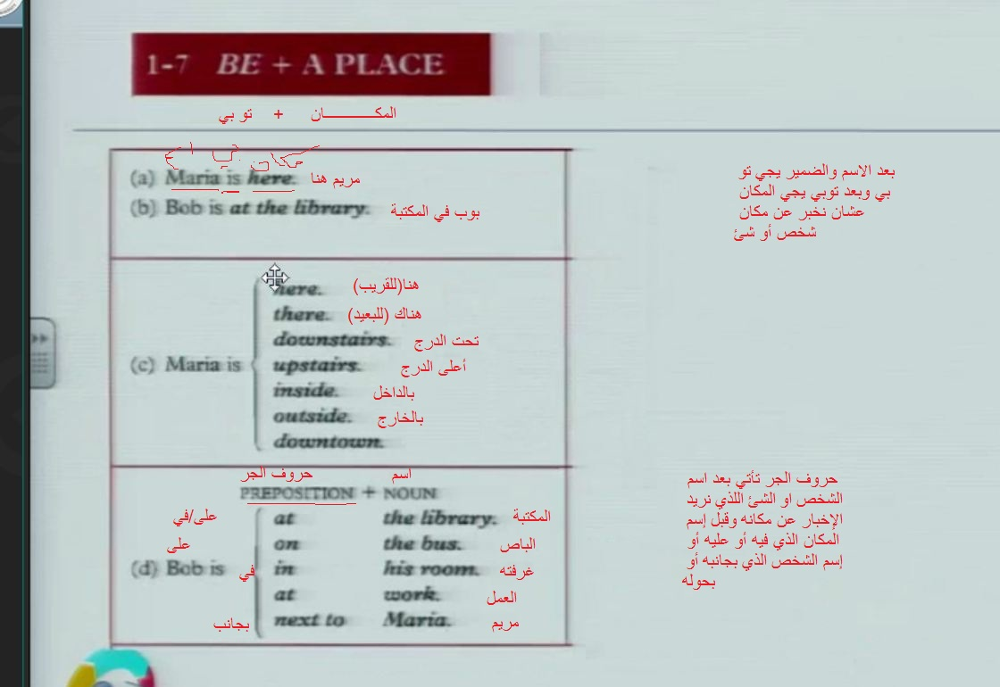 1-7 BE + A PLACE
المكــــــــان + تو بي
(a) Maria is here. مريم هنا
(b) Bob is at the library. بوب في المكتبة
بعد الاسم والضمير يجي تو
بي وبعد توبي يجي المكان
عشان نخبر عن مكان
شخص أو شئ
here. هنا(للقريب)
there. هناك (للبعيد)
downstairs. تحت الدرج
(c) Maria is upstairs. أعلى الدرج
inside. بالداخل
outside. بالخارج
downtown.
حروف الجر اسم
PREPOSITION + NOUN
at على/في the library. المكتبة
on على the bus. الباص
(d) Bob is في in his room. غرفته
at work. العمل
next to بجانب Maria. مريم
حروف الجر تأتي بعد اسم
الشخص او الشئ اللذي نريد
الإخبار عن مكانه وقبل إسم
المكان الذي فيه أو عليه أو
إسم الشخص الذي بجانبه أو
بحوله